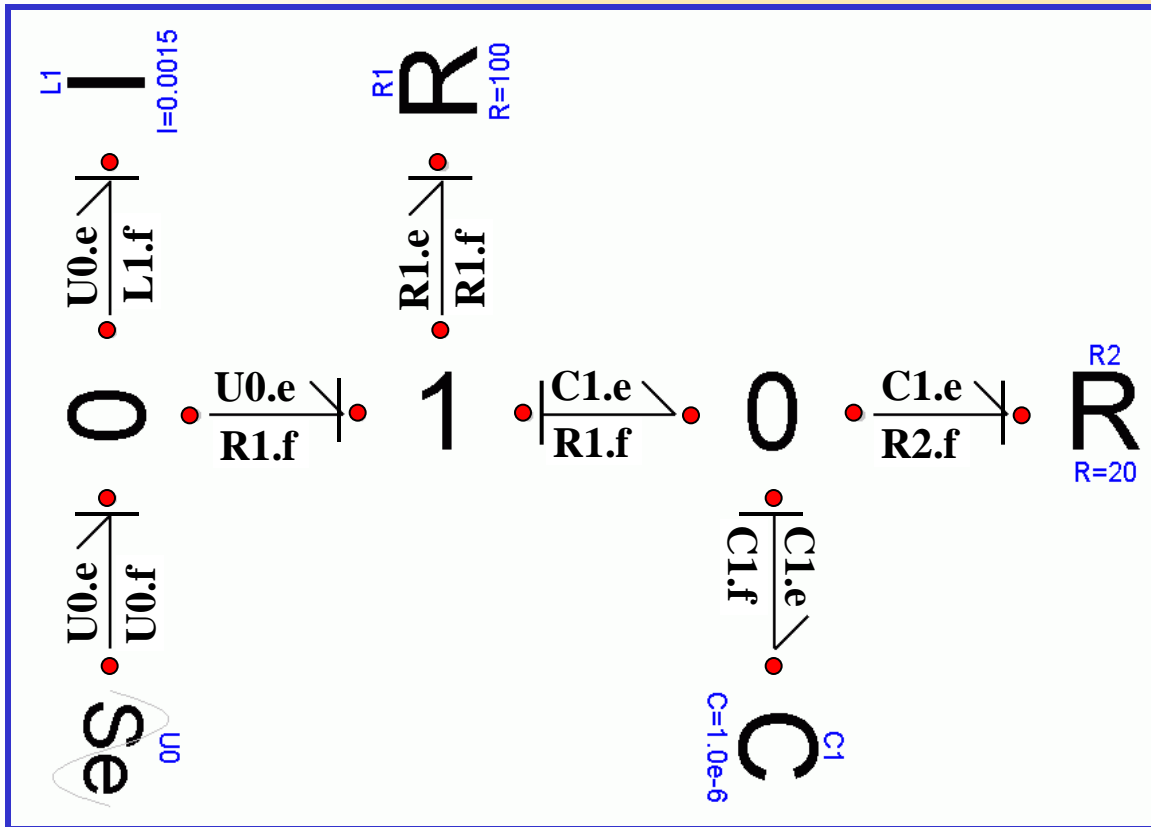 L1
I
I=0.0015
R1
R
R=100
U0.e
L1.f
R1.e
R1.f
0
U0.e
R1.f
1
C1.e
R1.f
0
C1.e
R2.f
R2
R
R=20
U0.e
U0.f
C1.f
C1.e
Se
U0
C=1.0e-6
C
C1